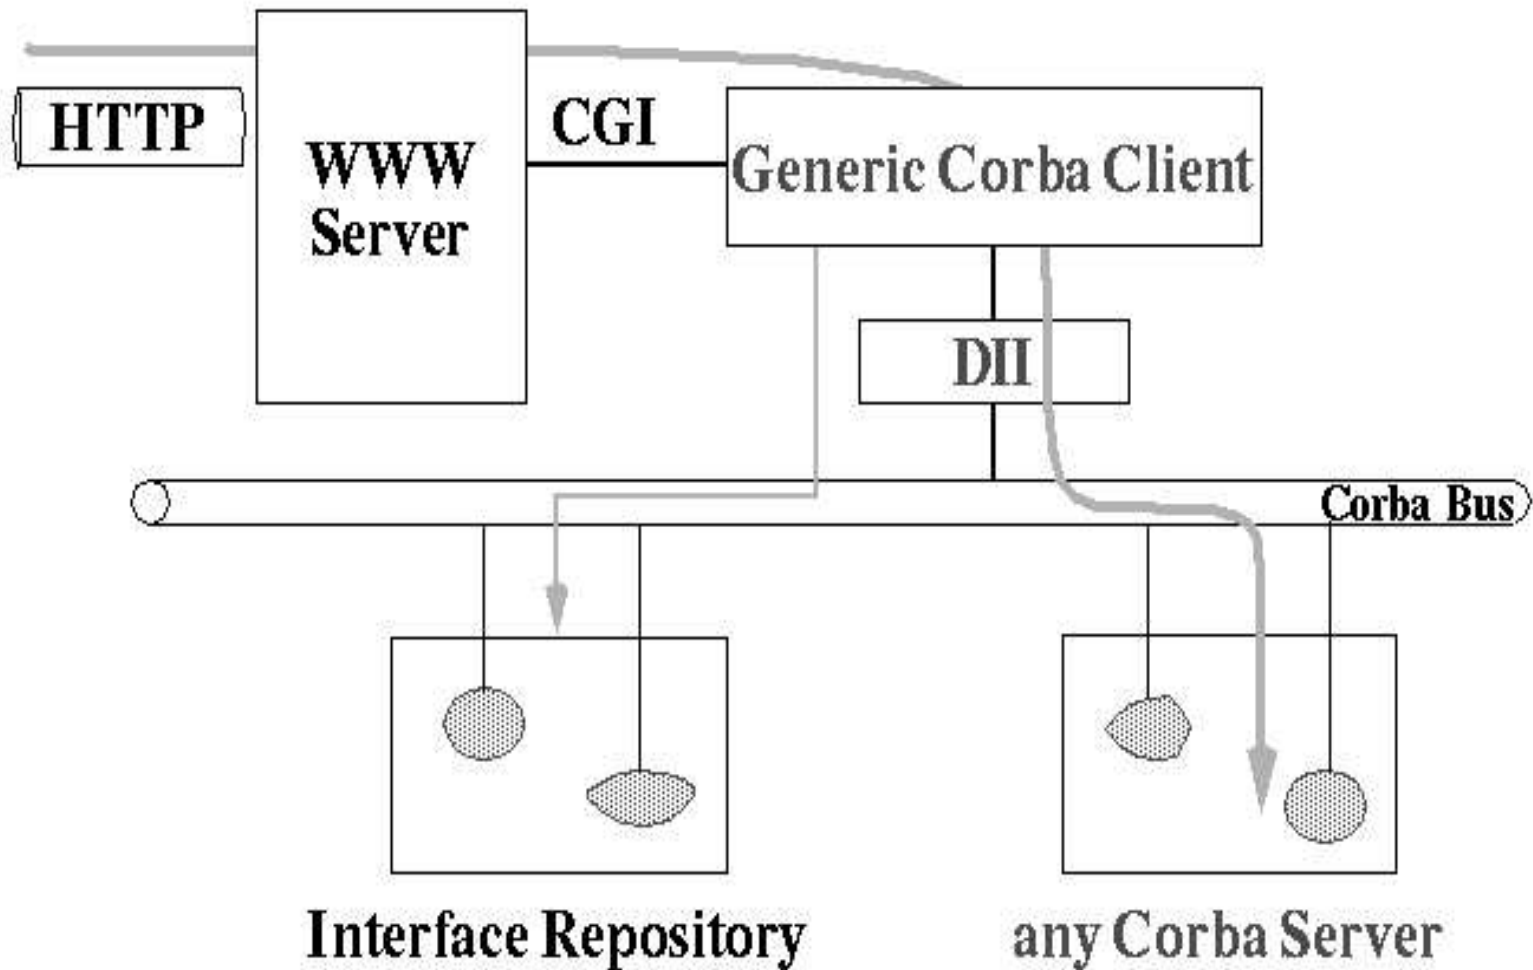 HTTP
WWW
Server
CGI
Generic Corba Client
DII
Corba Bus
Interface Repository
any Corba Server